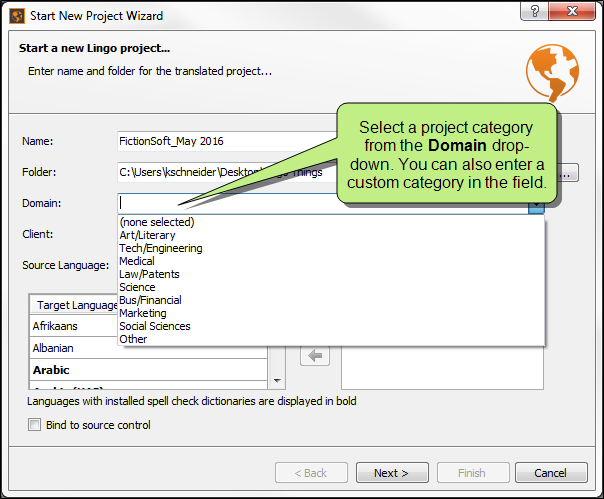 Start New Project Wizard
Start a new Lingo project...
Enter name and folder for the translated project...
Select a project category
from the Domain drop-
down. You can also enter a
custom category in the field.
Name:
FictionSoft_May 2016
Folder:
C:\Users\kschneider\Desktop
Things
...
Domain:
(none selected)
Art/Literary
Tech/Engineering
Medical
Law/Patents
Science
Bus/Financial
Marketing
Social Sciences
Other
Client:
Source Language:
Target Language
Afrikaans
Albanian
Arabic
Languages with installed spell check dictionaries are displayed in bold
Bind to source control
< Back
Next >
Finish
Cancel